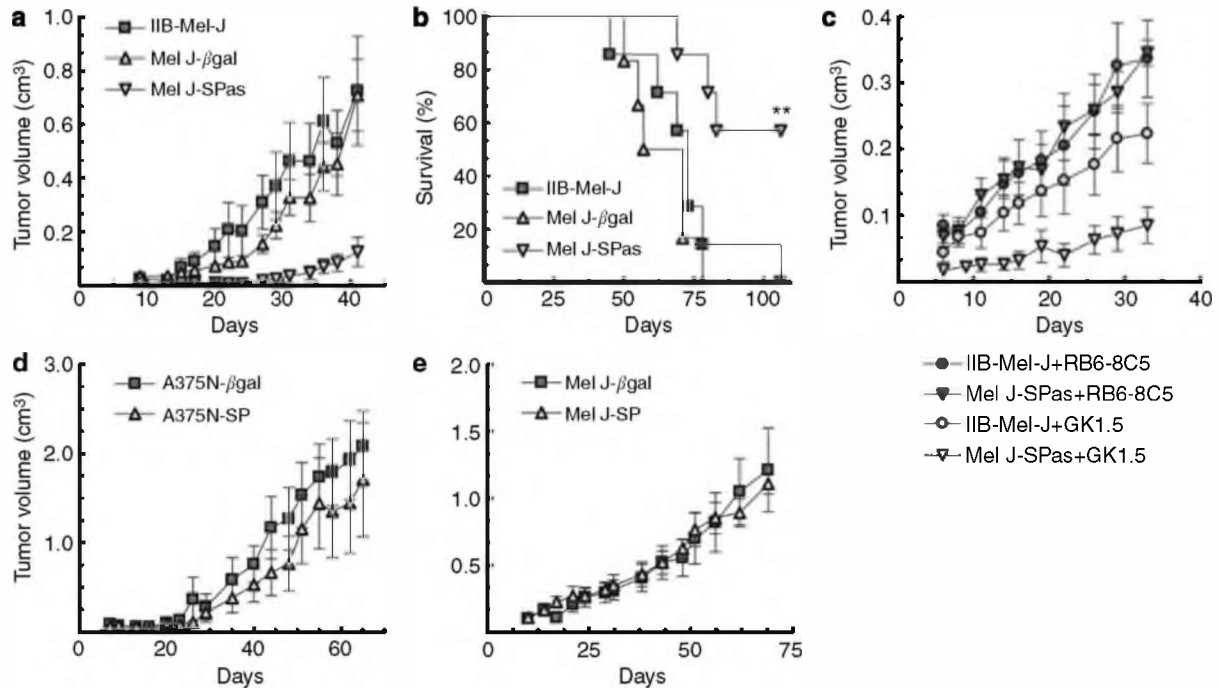 a
1.0
0.8
0.6
0.4
0.2
Tumor volume (cm³)
IIB-Mel-J
Mel J-βgal
Mel J-SPas
0 10 20 30 40
Days
b
100
80
60
40
20
Survival (%)
**
IIB-Mel-J
Mel J-βgal
Mel J-SPas
0 25 50 75 100
Days
c
0.4
0.3
0.2
0.1
Tumor volume (cm³)
0 10 20 30 40
Days
IIB-Mel-J+RB6-8C5
Mel J-SPas+RB6-8C5
IIB-Mel-J+GK1.5
Mel J-SPas+GK1.5
d
3.0
2.0
1.0
0
Tumor volume (cm³)
A375N-βgal
A375N-SP
0 20 40 60
Days
e
2.0
1.5
1.0
0.5
Mel J-βgal
Mel J-SP
0 25 50 75
Days